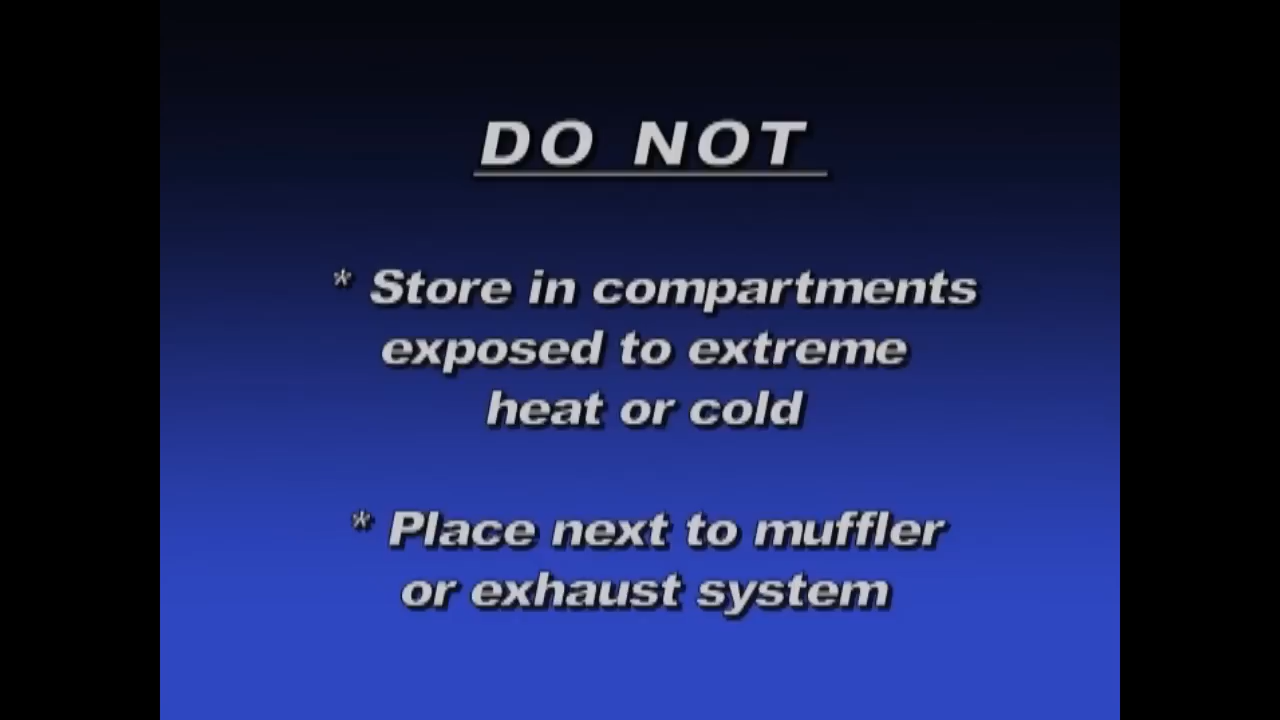 DO NOT
* Store in compartments
exposed to extreme
heat or cold
* Place next to muffler
or exhaust system